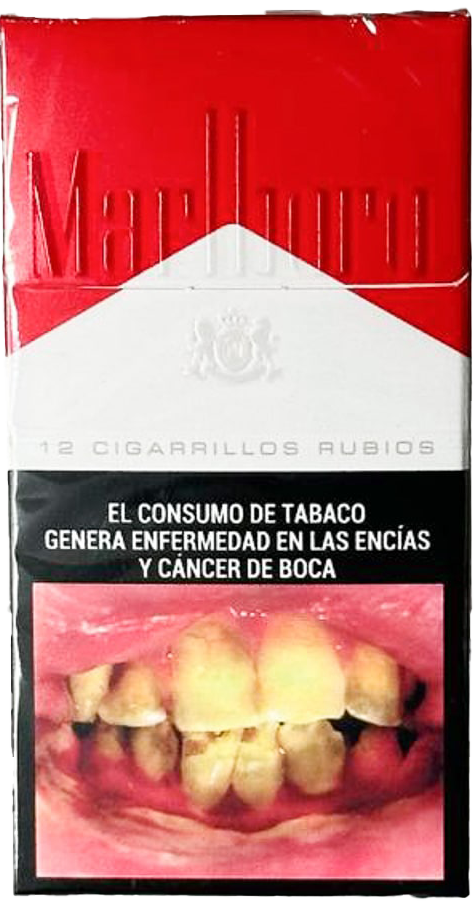 Marlboro
12 CIGARRILLOS RUBIOS
EL CONSUMO DE TABACO
GENERA ENFERMEDAD EN LAS ENCÍAS
Y CÁNCER DE BOCA